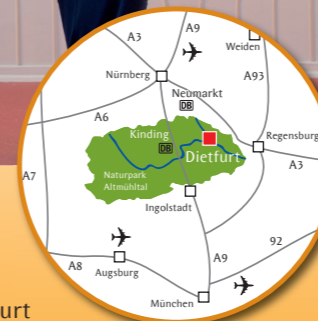 A3
A9
Weiden
Nürnberg
A93
Neumarkt
DB
A6
Kinding
DB
Regensburg
Dietfurt
A3
A7
Naturpark
Altmühltal
Ingolstadt
92
A9
A8
Augsburg
München
furt